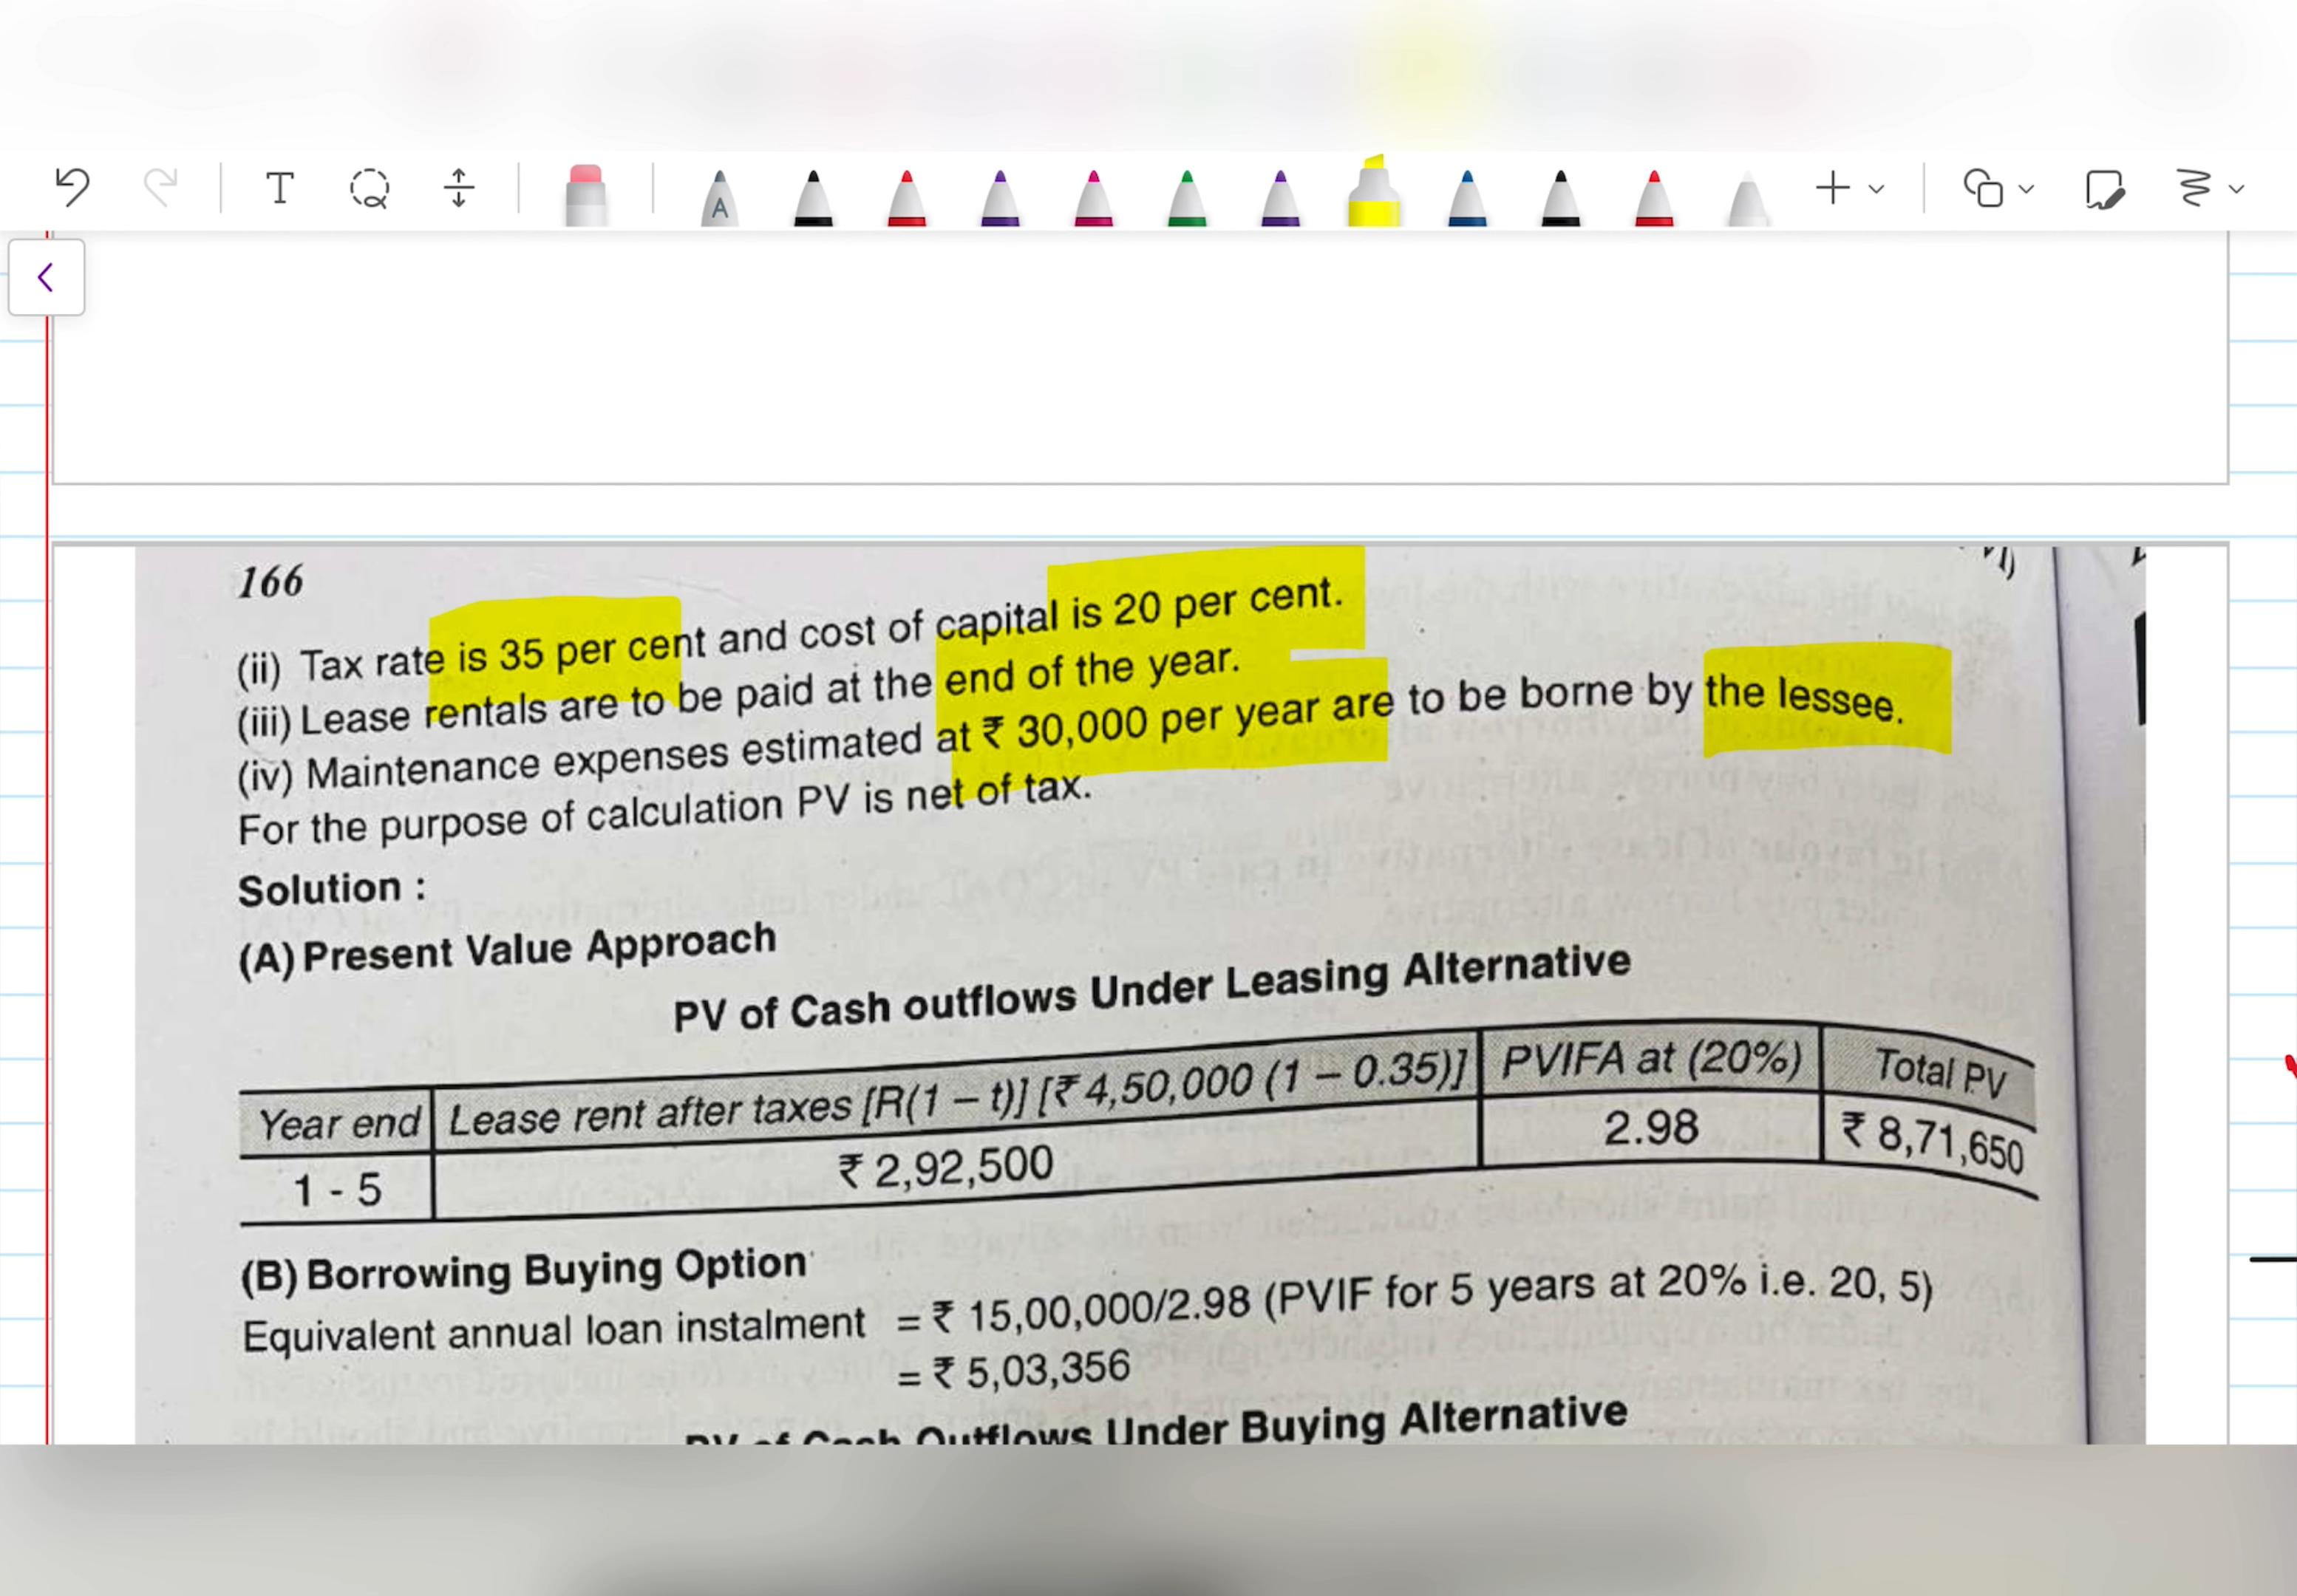 T
A
166
(ii) Tax rate is 35 per cent and cost of capital is 20 per cent.
(iii) Lease rentals are to be paid at the end of the year.
(iv) Maintenance expenses estimated at ₹ 30,000 per year are to be borne by the lessee.
For the purpose of calculation PV is net of tax.
Solution :
(A) Present Value Approach
PV of Cash outflows Under Leasing Alternative
Year end Lease rent after taxes [R(1 – t)] [₹ 4,50,000 (1 – 0.35)] PVIFA at (20%) Total PV
1 - 5 ₹ 2,92,500 2.98 ₹ 8,71,650
(B) Borrowing Buying Option
Equivalent annual loan instalment = ₹ 15,00,000/2.98 (PVIF for 5 years at 20% i.e. 20, 5)
= ₹ 5,03,356
PV of Cash Outflows Under Buying Alternative